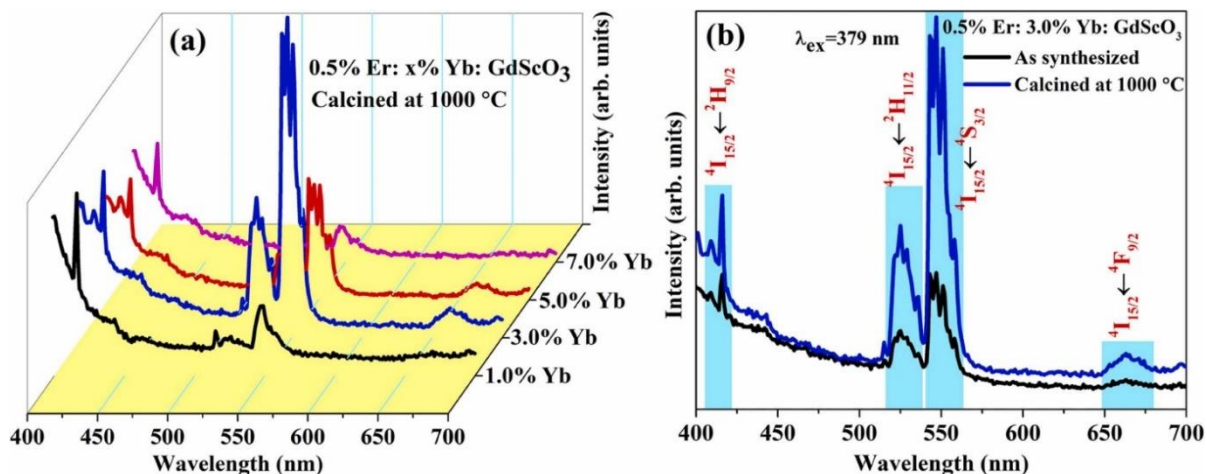 (a)
0.5% Er: x% Yb: GdScO₃
Calcined at 1000 °C
Intensity (arb. units)
7.0% Yb
5.0% Yb
3.0% Yb
1.0% Yb
400 450 500 550 600 650 700
Wavelength (nm)
(b)
λex=379 nm
0.5% Er: 3.0% Yb: GdScO₃
As synthesized
Calcined at 1000 °C
Intensity (arb. units)
⁴I15/2 ← ²H9/2
⁴I15/2 ← ²H11/2
⁴I15/2 ← ⁴S3/2
⁴F9/2
↓
⁴I15/2
400 450 500 550 600 650 700
Wavelength (nm)